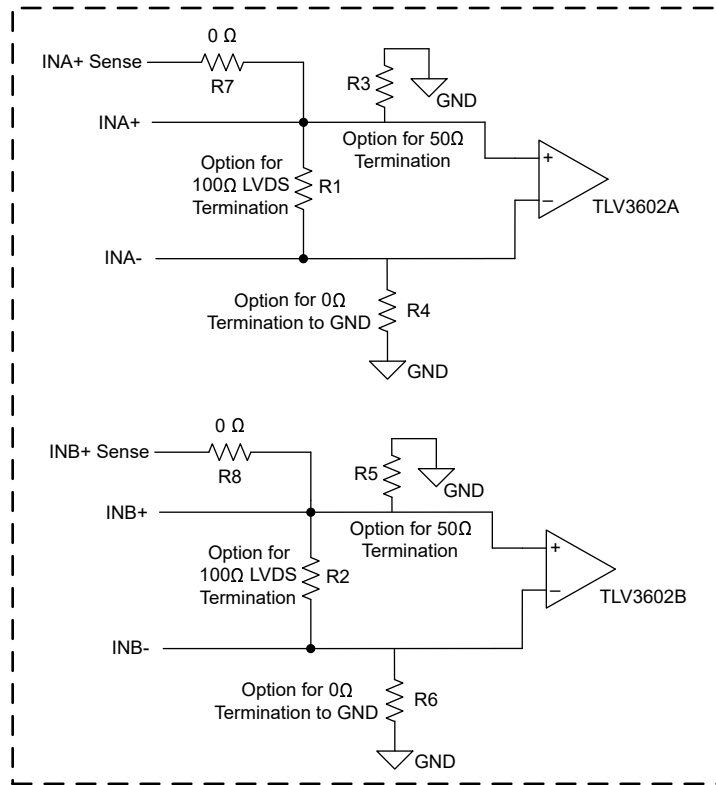 0 Ω
INA+ Sense
R7
R3
GND
INA+
Option for 50Ω
Termination
Option for
100Ω LVDS
Termination
R1
+
−
TLV3602A
INA-
Option for 0Ω
Termination to GND
R4
GND
0 Ω
INB+ Sense
R8
R5
GND
INB+
Option for 50Ω
Termination
Option for
100Ω LVDS
Termination
R2
+
−
TLV3602B
INB-
Option for 0Ω
Termination to GND
R6
GND